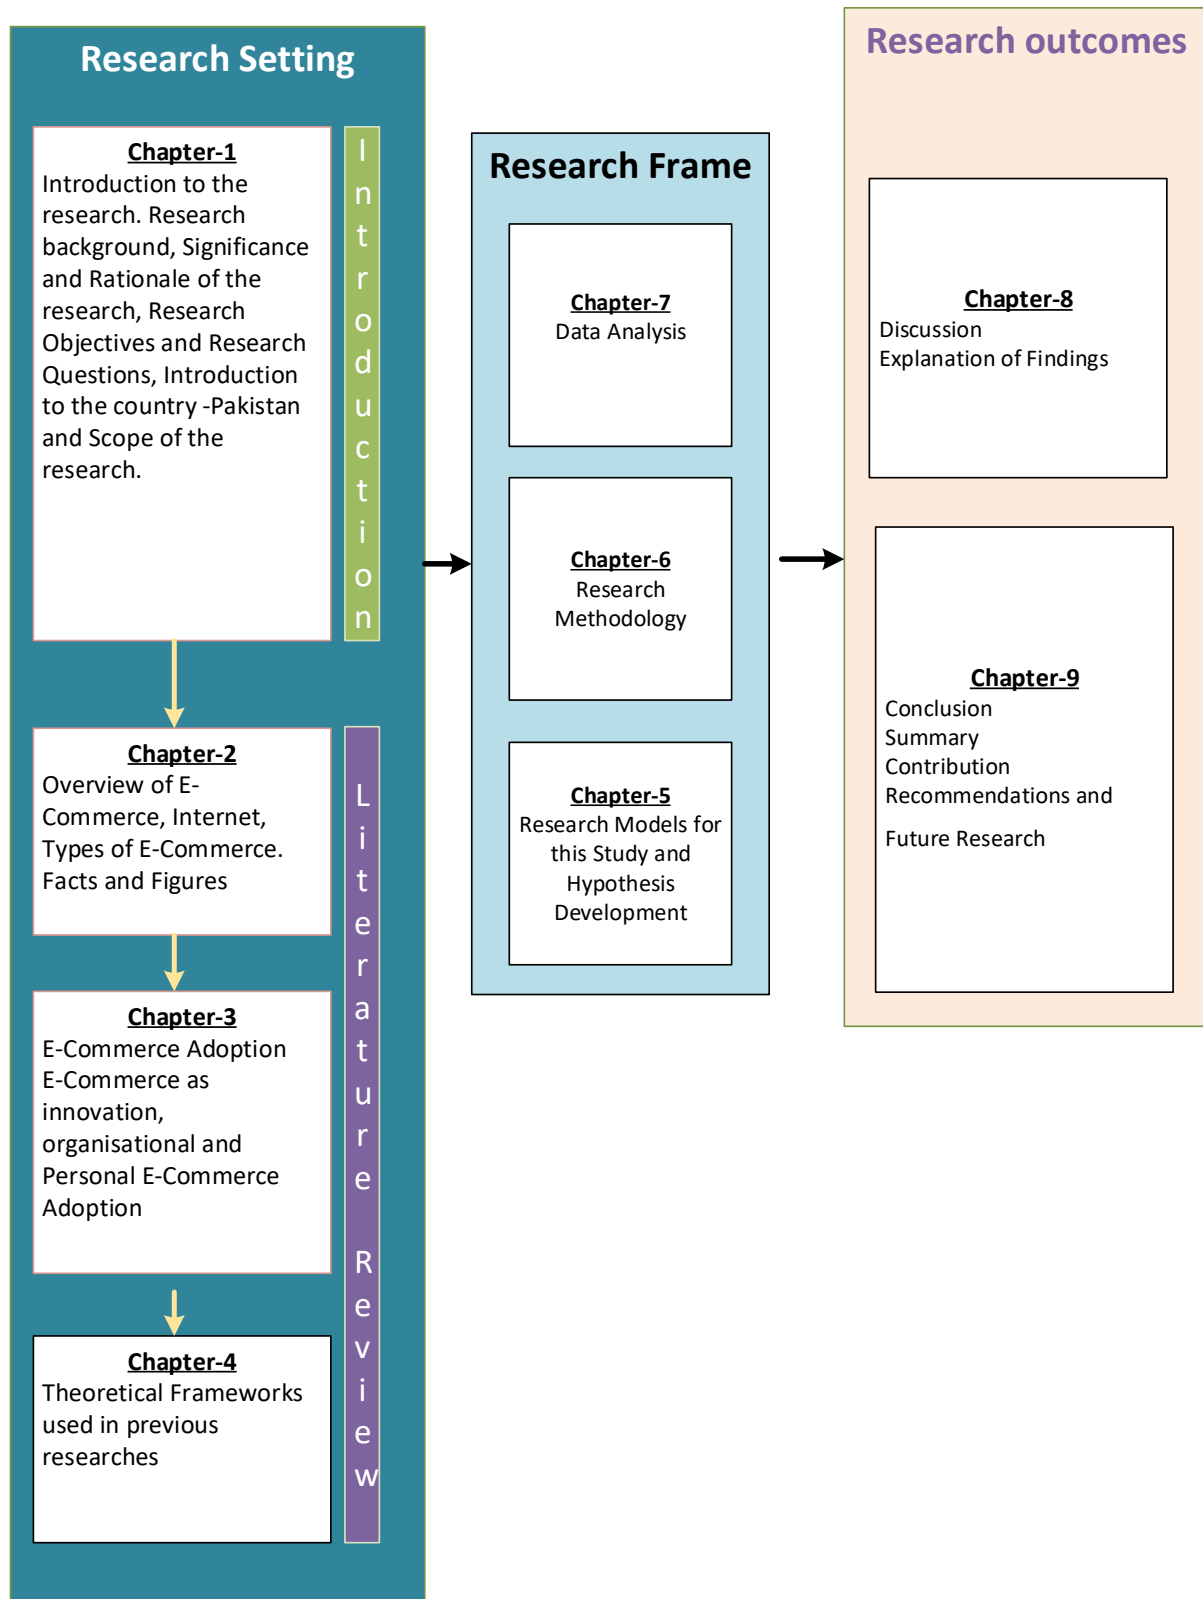 Research Setting
Chapter-1
Introduction to the
research. Research
background, Significance
and Rationale of the
research, Research
Objectives and Research
Questions, Introduction
to the country -Pakistan
and Scope of the
research.
Introduction
Chapter-2
Overview of E-
Commerce, Internet,
Types of E-Commerce.
Facts and Figures
Chapter-3
E-Commerce Adoption
E-Commerce as
innovation,
organisational and
Personal E-Commerce
Adoption
Chapter-4
Theoretical Frameworks
used in previous
researches
Literature Review
Research Frame
Chapter-7
Data Analysis
Chapter-6
Research
Methodology
Chapter-5
Research Models for
this Study and
Hypothesis
Development
Research outcomes
Chapter-8
Discussion
Explanation of Findings
Chapter-9
Conclusion
Summary
Contribution
Recommendations and
Future Research